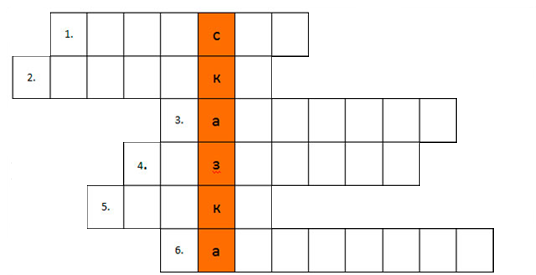 1. с
2. к
3. а
4. з
5. к
6. а